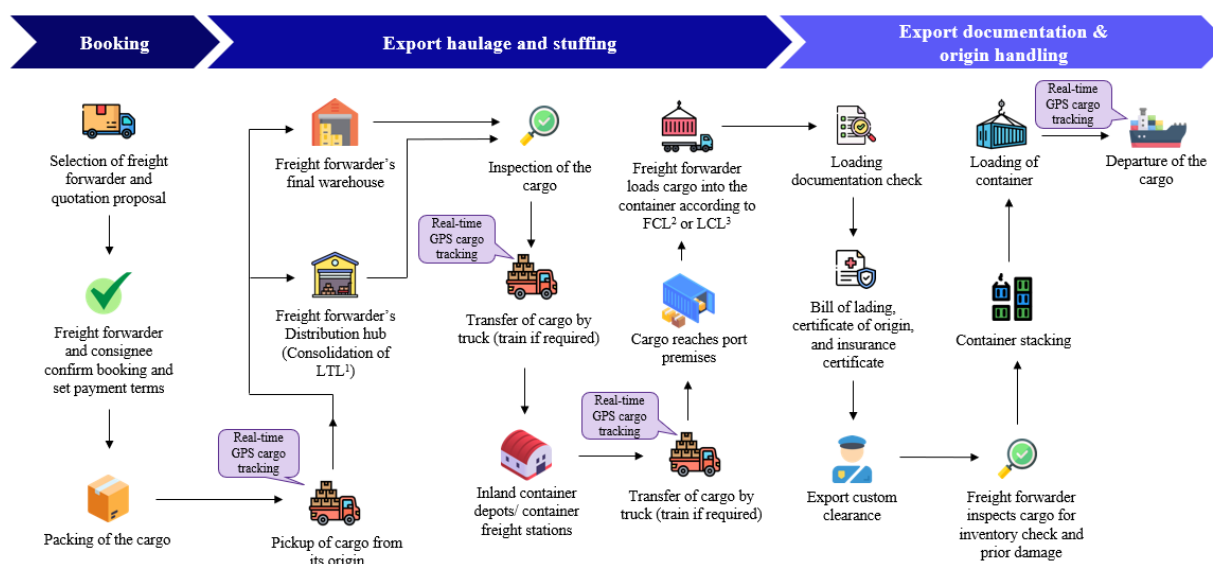 Booking
Export haulage and stuffing
Export documentation &
origin handling
Selection of freight
forwarder and
quotation proposal
Freight forwarder
and consignee
confirm booking and
set payment terms
Packing of the cargo
Real-time
GPS cargo
tracking
Pickup of cargo from
its origin
Freight forwarder's
final warehouse
Freight forwarder's
Distribution hub
(Consolidation of
LTL¹)
Inspection of the
cargo
Real-time
GPS cargo
tracking
Transfer of cargo by
truck (train if required)
Inland container
depots/ container
freight stations
Real-time
GPS cargo
tracking
Transfer of cargo by
truck (train if required)
Cargo reaches port
premises
Freight forwarder
loads cargo into the
container according to
FCL² or LCL³
Loading
documentation check
Bill of lading,
certificate of origin,
and insurance
certificate
Export custom
clearance
Freight forwarder
inspects cargo for
inventory check and
prior damage
Container stacking
Loading of
container
Real-time
GPS cargo
tracking
Departure of the
cargo